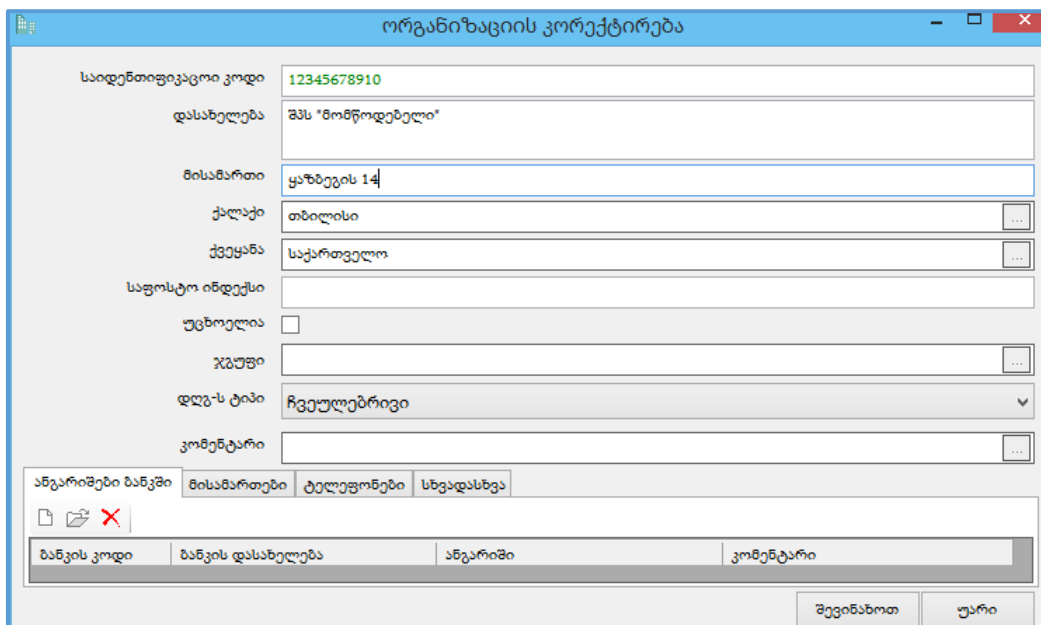 ორგანიზაციის კორექტირება
საიდენთიფიკაცოი კოდი 12345678910
დასახელება შპს "მომწოდებელი"
მისამართი ყაზბეგის 14
ქალაქი თბილისი ...
ქვეყანა საქართველო ...
საფოსტო ინდექსი
უცხოელია
ჯგუფი ...
დღგ-ს ტიპი ჩვეულებრივი
კომენტარი ...
ანგარიშები ბანკში მისამართები ტელეფონები სხვადასხვა
ბანკის კოდი ბანკის დასახელება ანგარიში კომენტარი
შევინახოთ უარი